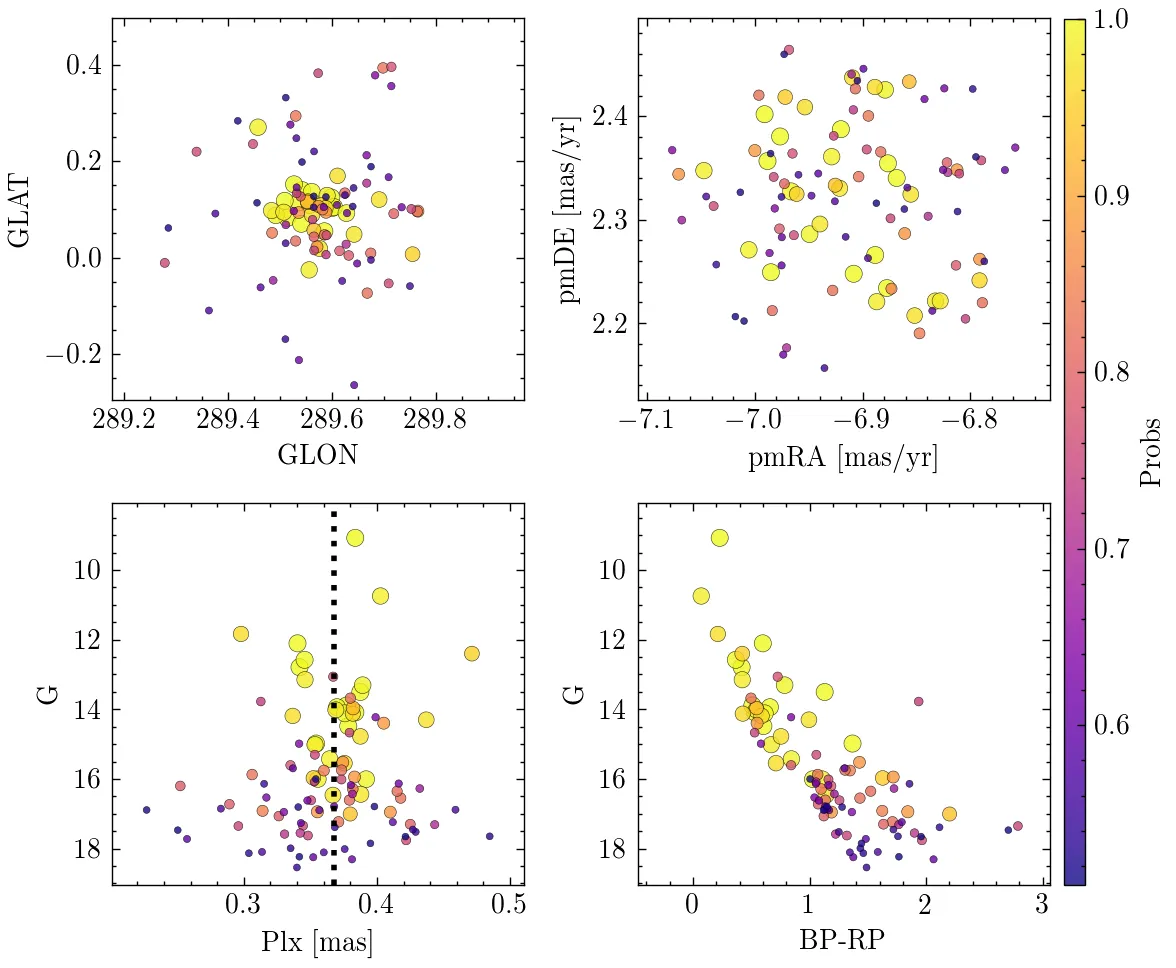 0.4
0.2
0.0
−0.2
GLAT
289.2 289.4 289.6 289.8
GLON
2.4
2.3
2.2
pmDE [mas/yr]
−7.1 −7.0 −6.9 −6.8
pmRA [mas/yr]
1.0
0.9
0.8
0.7
0.6
Probs
10
12
14
16
18
G
0.3 0.4 0.5
Plx [mas]
10
12
14
16
18
G
0 1 2 3
BP-RP